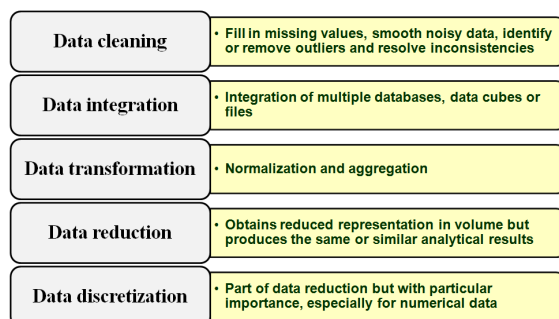 Data cleaning
• Fill in missing values, smooth noisy data, identify
or remove outliers and resolve inconsistencies
Data integration
• Integration of multiple databases, data cubes or
files
Data transformation
• Normalization and aggregation
Data reduction
• Obtains reduced representation in volume but
produces the same or similar analytical results
Data discretization
• Part of data reduction but with particular
importance, especially for numerical data